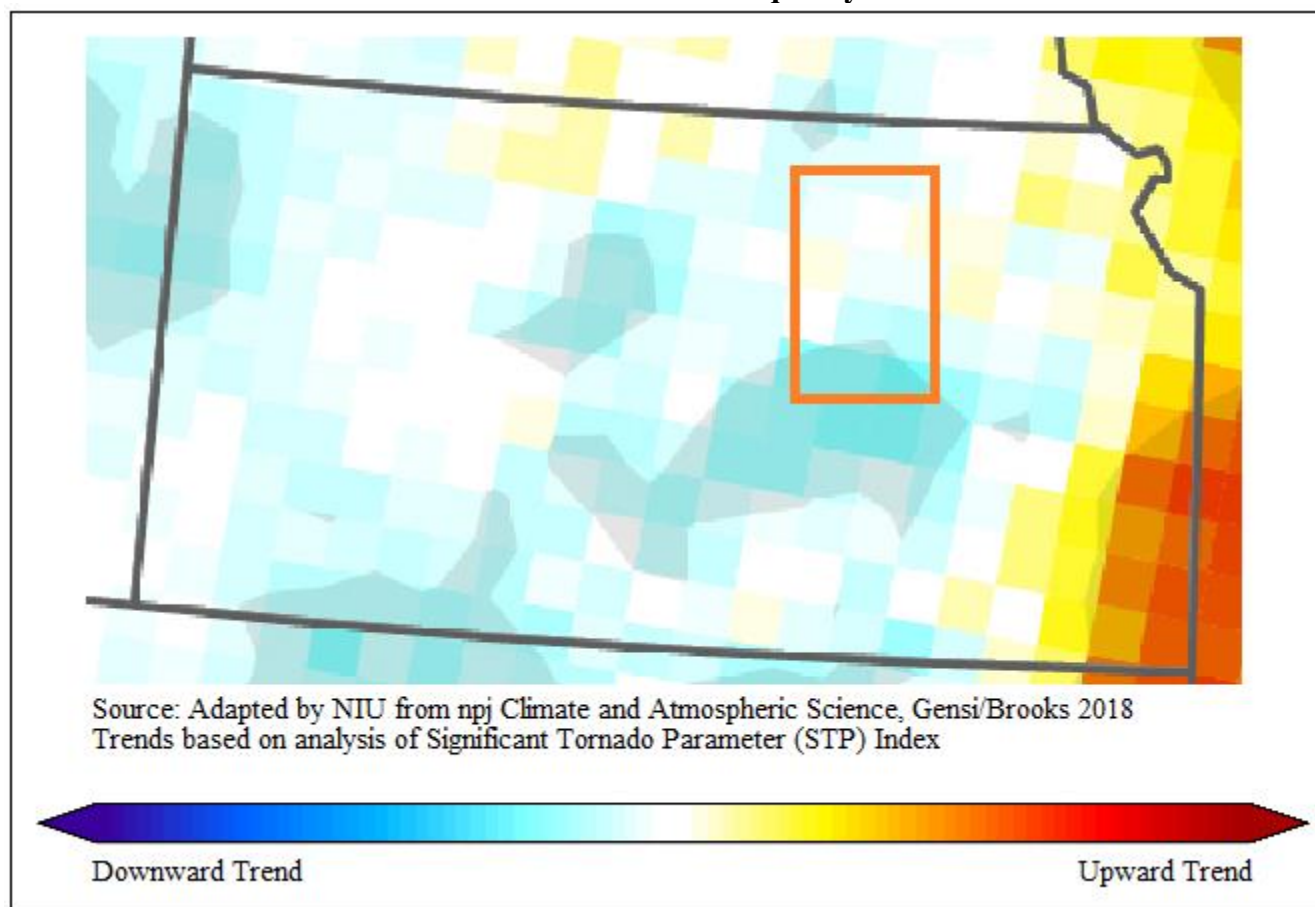 Source: Adapted by NIU from npj Climate and Atmospheric Science, Gensi/Brooks 2018
Trends based on analysis of Significant Tornado Parameter (STP) Index
Downward Trend
Upward Trend